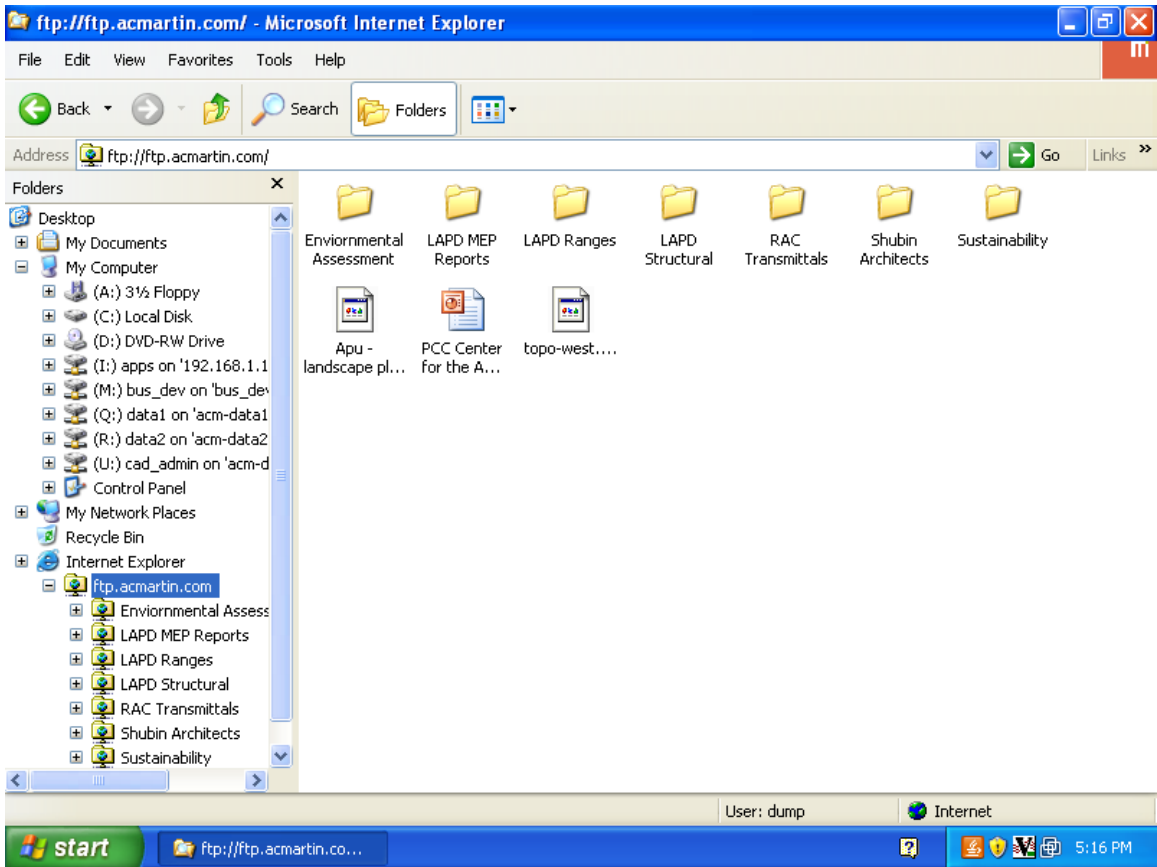 ftp://ftp.acmartin.com/ - Microsoft Internet Explorer
File Edit View Favorites Tools Help
Back Search Folders
Address ftp://ftp.acmartin.com/ Go Links »
Folders
Desktop
My Documents
My Computer
(A:) 3½ Floppy
(C:) Local Disk
(D:) DVD-RW Drive
(I:) apps on '192.168.1.1
(M:) bus_dev on 'bus_dev
(Q:) data1 on 'acm-data1
(R:) data2 on 'acm-data2
(U:) cad_admin on 'acm-d
Control Panel
My Network Places
Recycle Bin
Internet Explorer
ftp.acmartin.com
Enviornmental Assess
LAPD MEP Reports
LAPD Ranges
LAPD Structural
RAC Transmittals
Shubin Architects
Sustainability
Enviornmental Assessment
LAPD MEP Reports
LAPD Ranges
LAPD Structural
RAC Transmittals
Shubin Architects
Sustainability
Apu - landscape pl...
PCC Center for the A...
topo-west....
User: dump
Internet
start
ftp://ftp.acmartin.co...
5:16 PM